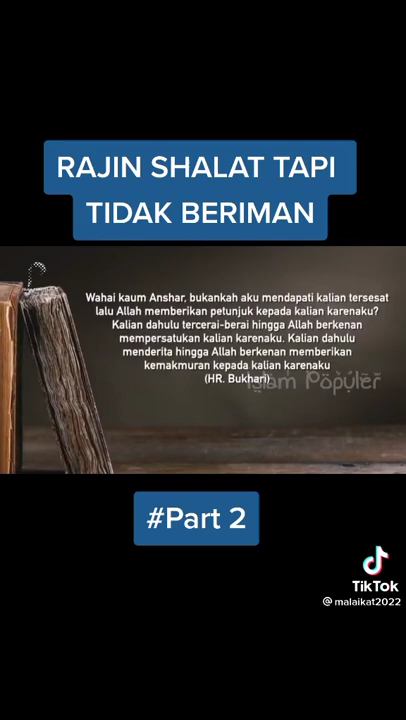 RAJIN SHALAT TAPI
TIDAK BERIMAN
Wahai kaum Anshar, bukankah aku mendapati kalian tersesat
lalu Allah memberikan petunjuk kepada kalian karenaku?
Kalian dahulu tercerai-berai hingga Allah berkenan
mempersatukan kalian karenaku. Kalian dahulu
menderita hingga Allah berkenan memberikan
kemakmuran kepada kalian karenaku
(HR. Bukhari)
Islam Populer
#Part 2
TikTok
@malaikat2022